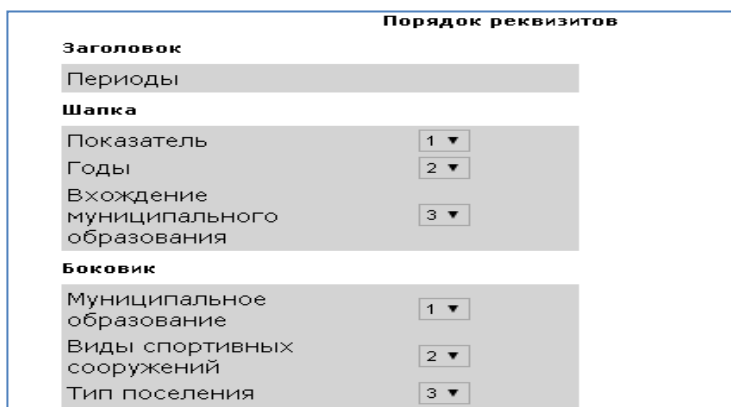 Порядок реквизитов
Заголовок
Периоды
Шапка
Показатель 1 ▼
Годы 2 ▼
Вхождение
муниципального 3 ▼
образования
Боковик
Муниципальное
образование 1 ▼
Виды спортивных
сооружений 2 ▼
Тип поселения 3 ▼